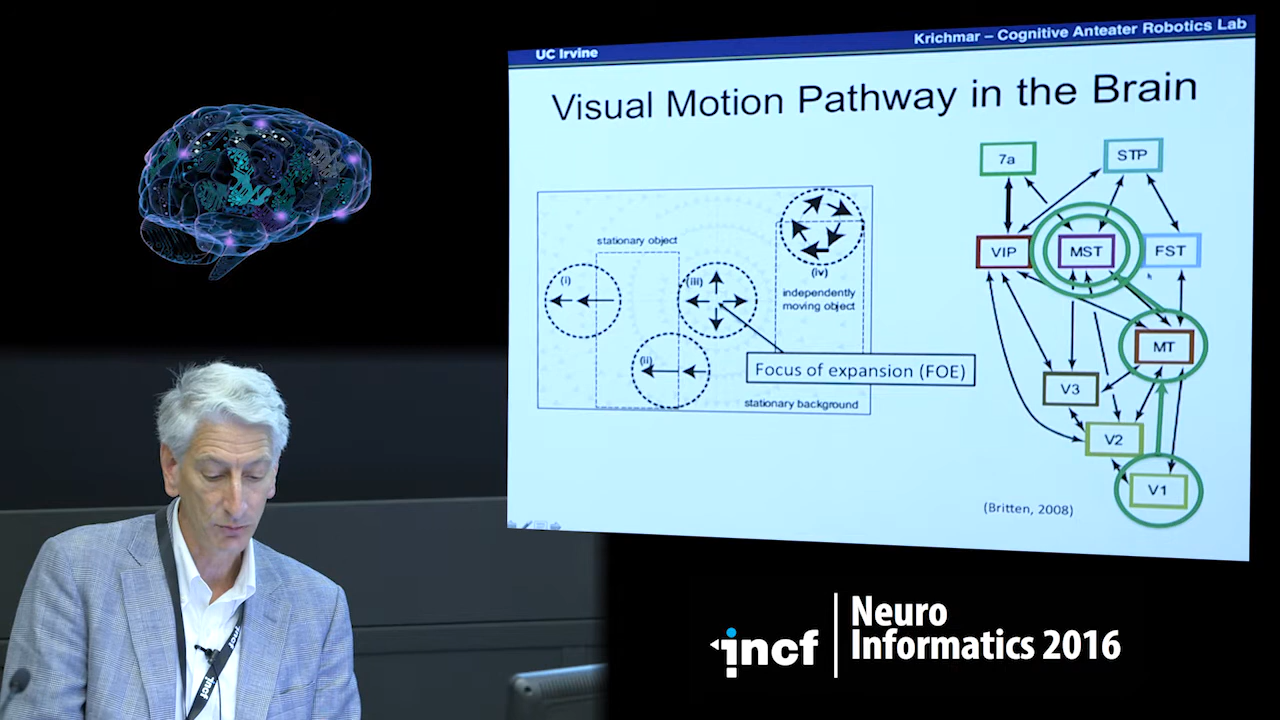 UC Irvine
Krichmar – Cognitive Anteater Robotics Lab
Visual Motion Pathway in the Brain
stationary object
(i)
(ii)
(iii)
(iv)
independently
moving object
Focus of expansion (FOE)
stationary background
7a
STP
VIP
MST
FST
MT
V3
V2
V1
(Britten, 2008)
incf
Neuro
Informatics 2016
incf
incf